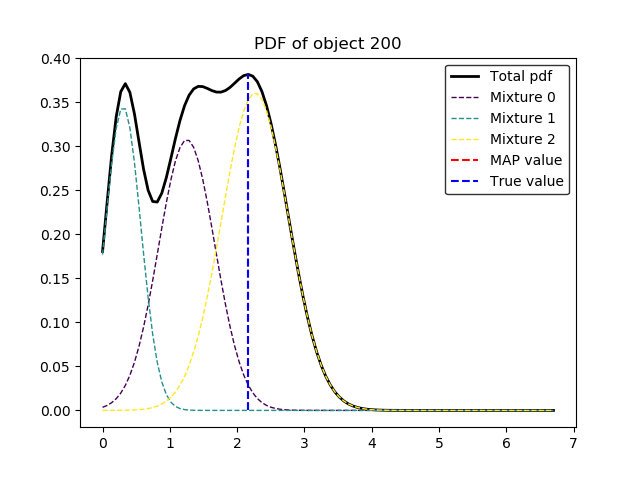 PDF of object 200
0.40
0.35
0.30
0.25
0.20
0.15
0.10
0.05
0.00
0 1 2 3 4 5 6 7
Total pdf
Mixture 0
Mixture 1
Mixture 2
MAP value
True value